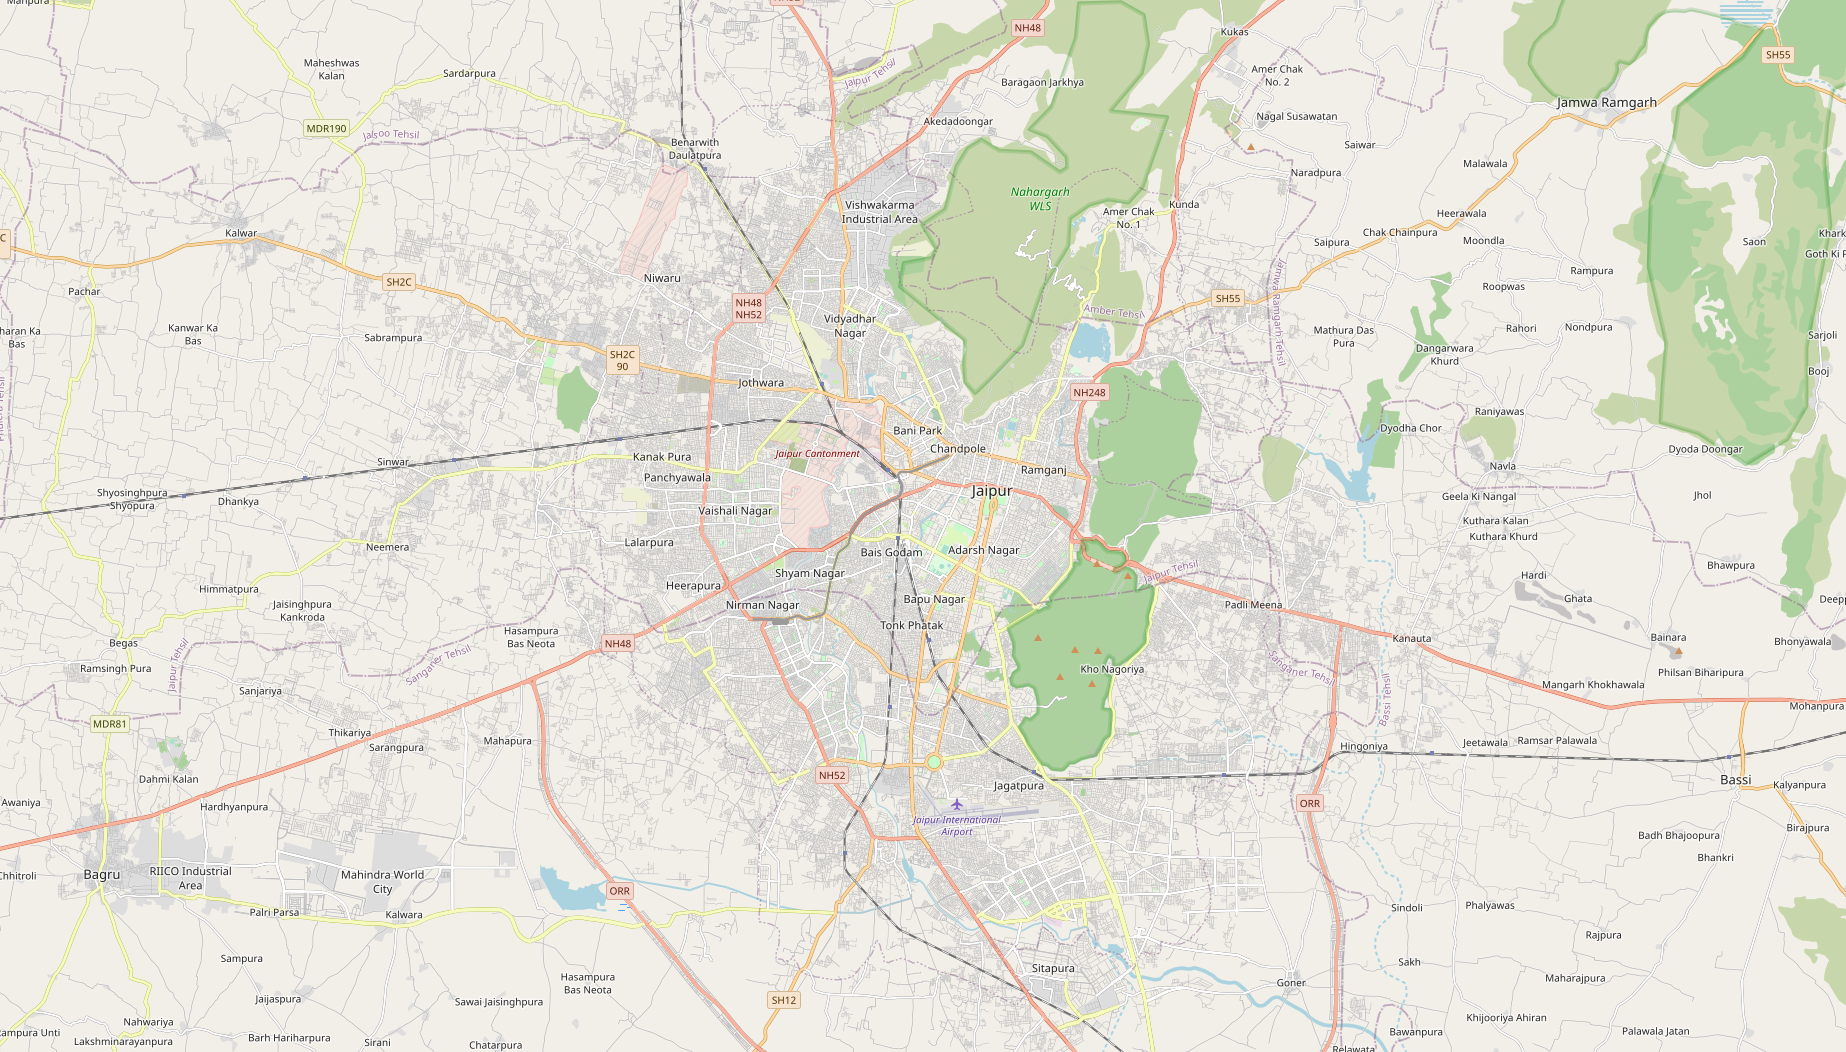 NH48
Kukas
SH55
Maheshwas
Kalan
Sardarpura
Jaipur Tehsil
Baragaon Jarkhya
Amer Chak
No. 2
Jamwa Ramgarh
MDR190
Jalsoo Tehsil
Akedadoongar
Nagal Susawatan
Benarwith
Daulatpura
Saiwar
Malawala
Naradpura
Nahargarh
WLS
Vishwakarma
Industrial Area
Amer Chak
No. 1
Kunda
Heerawala
Kalwar
Chak Chainpura
Saipura
Moondla
Saon
Niwaru
SH2C
Rampura
Pachar
Roopwas
NH48
NH52
SH55
Jamwa Ramgarh Tehsil
Amber Tehsil
Vidyadhar
Nagar
Kanwar Ka
Bas
Sabrampura
Mathura Das
Pura
Rahori
Nondpura
Sarjoli
Dangarwara
Khurd
SH2C
90
Booj
Jothwara
NH248
Raniyawas
Bani Park
Dyodha Chor
Chandpole
Dyoda Doongar
Jaipur Cantonment
Kanak Pura
Sinwar
Ramganj
Navla
Panchyawala
Shyosinghpura
Shyopura
Dhankya
Jaipur
Geela Ki Nangal
Jhol
Vaishali Nagar
Kuthara Kalan
Kuthara Khurd
Lalarpura
Neemera
Bais Godam
Adarsh Nagar
Bhawpura
Shyam Nagar
Jaipur Tehsil
Hardi
Himmatpura
Heerapura
Ghata
Jaisinghpura
Kankroda
Nirman Nagar
Bapu Nagar
Padli Meena
Hasampura
Bas Neota
Tonk Phatak
Begas
NH48
Kanauta
Bainara
Bhonyawala
Jaipur Tehsil
Sanganer Tehsil
Ramsingh Pura
Kho Nagoriya
Sanganer Tehsil
Philsan Biharipura
Sanjariya
Bassi Tehsil
Mangarh Khokhawala
Mohanpura
MDR81
Thikariya
Sarangpura
Mahapura
Hingoniya
Jeetawala
Ramsar Palawala
Dahmi Kalan
NH52
Jagatpura
Bassi
Kalyanpura
Awaniya
Hardhyanpura
ORR
Jaipur International
Airport
Birajpura
Badh Bhajoopura
Bhankri
Bagru
RIICO Industrial
Area
Mahindra World
City
ORR
Palri Parsa
Kalwara
Sindoli
Phalyawas
Rajpura
Sampura
Sitapura
Sakh
Hasampura
Bas Neota
Goner
Maharajpura
Jaijaspura
Sawai Jaisinghpura
SH12
Nahwariya
Khijooriya Ahiran
Lakshminarayanpura
Barh Hariharpura
Sirani
Chatarpura
Bawanpura
Palawala Jatan
Relawata